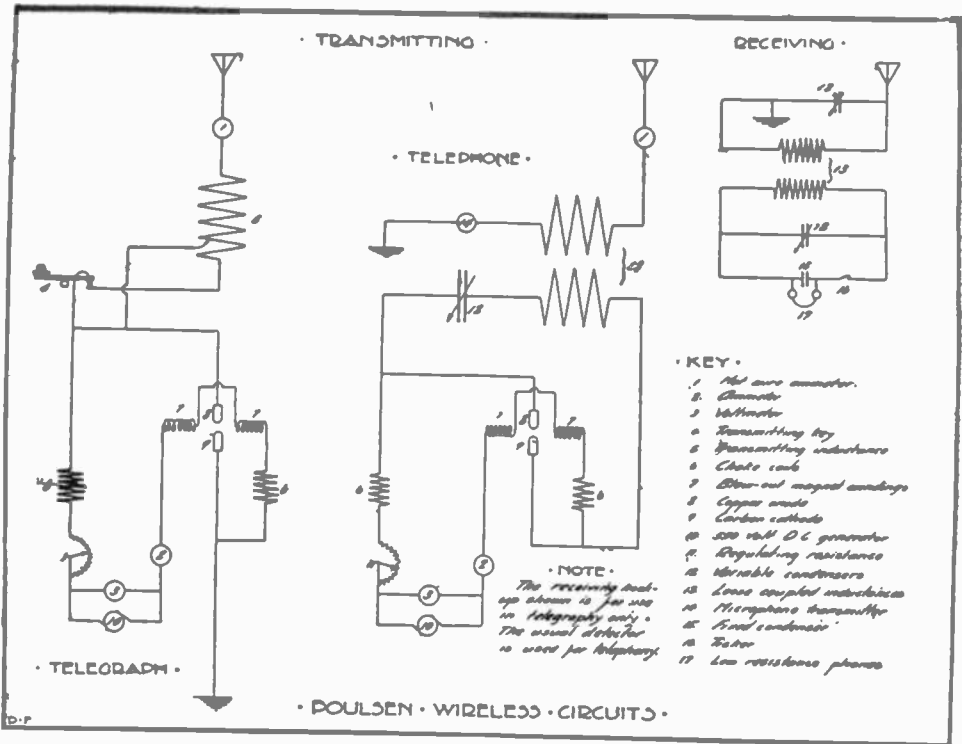 · TRANSMITTING ·
RECEIVING ·
· TELEPHONE ·
· KEY ·
1 Hot wire ammeter.
2. Ammeter
3 Voltmeter
4 Transmitting key
5 Transmitting inductance
6 Choke coils
7 Blow-out magnet windings
8 Copper anode
9 Carbon cathode
10 500 volt D C generator
11. Regulating resistance
12 Variable condensers
13 Loose coupled inductances
14 Microphone transmitter
15 Fixed condenser
16 Ticker
17 Low resistance phones
· NOTE ·
The receiving hook-
up shown is for use
in telegraphy only.
The usual detector
is used for telephony.
· TELEGRAPH ·
· POULSEN · WIRELESS · CIRCUITS ·
D·P